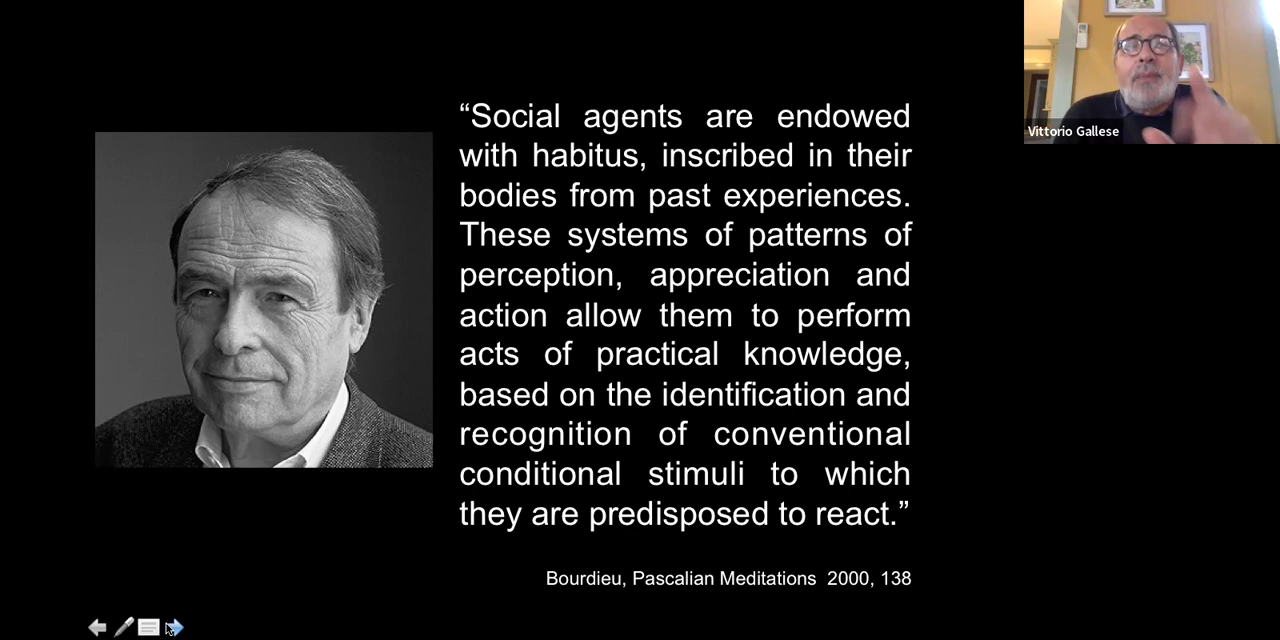 “Social agents are endowed
with habitus, inscribed in their
bodies from past experiences.
These systems of patterns of
perception, appreciation and
action allow them to perform
acts of practical knowledge,
based on the identification and
recognition of conventional
conditional stimuli to which
they are predisposed to react.”
Bourdieu, Pascalian Meditations 2000, 138
Vittorio Gallese